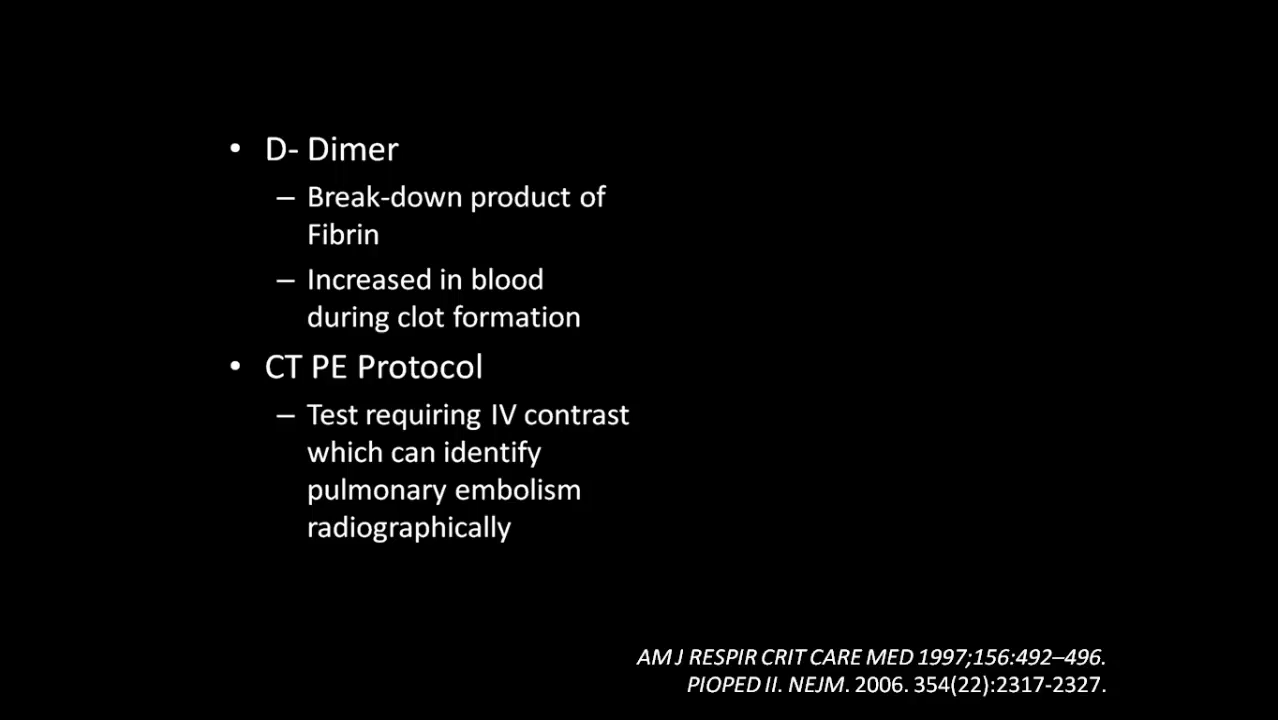 • D- Dimer
– Break-down product of
Fibrin
– Increased in blood
during clot formation
• CT PE Protocol
– Test requiring IV contrast
which can identify
pulmonary embolism
radiographically
AM J RESPIR CRIT CARE MED 1997;156:492–496.
PIOPED II. NEJM. 2006. 354(22):2317-2327.